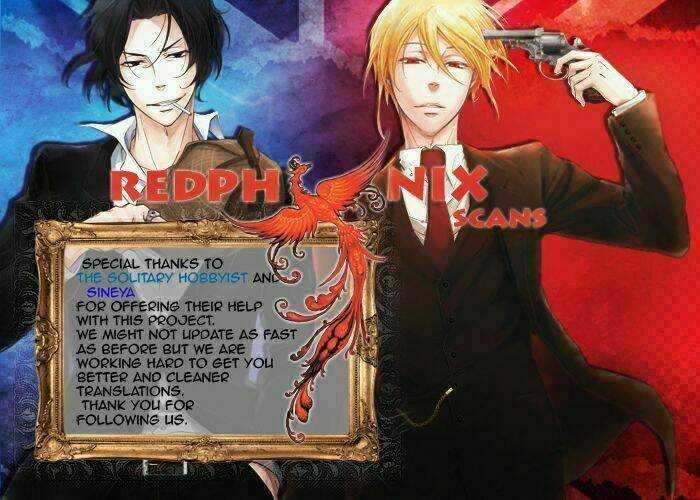 REDPH NIX
SCANS
SPECIAL THANKS TO
THE SOLITARY HOBBYIST AND
SINEYA
FOR OFFERING THEIR HELP
WITH THIS PROJECT.
WE MIGHT NOT UPDATE AS FAST
AS BEFORE BUT WE ARE
WORKING HARD TO GET YOU
BETTER AND CLEANER
TRANSLATIONS.
THANK YOU FOR
FOLLOWING US.